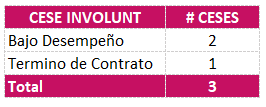 CESE INVOLUNT # CESES
Bajo Desempeño 2
Termino de Contrato 1
Total 3